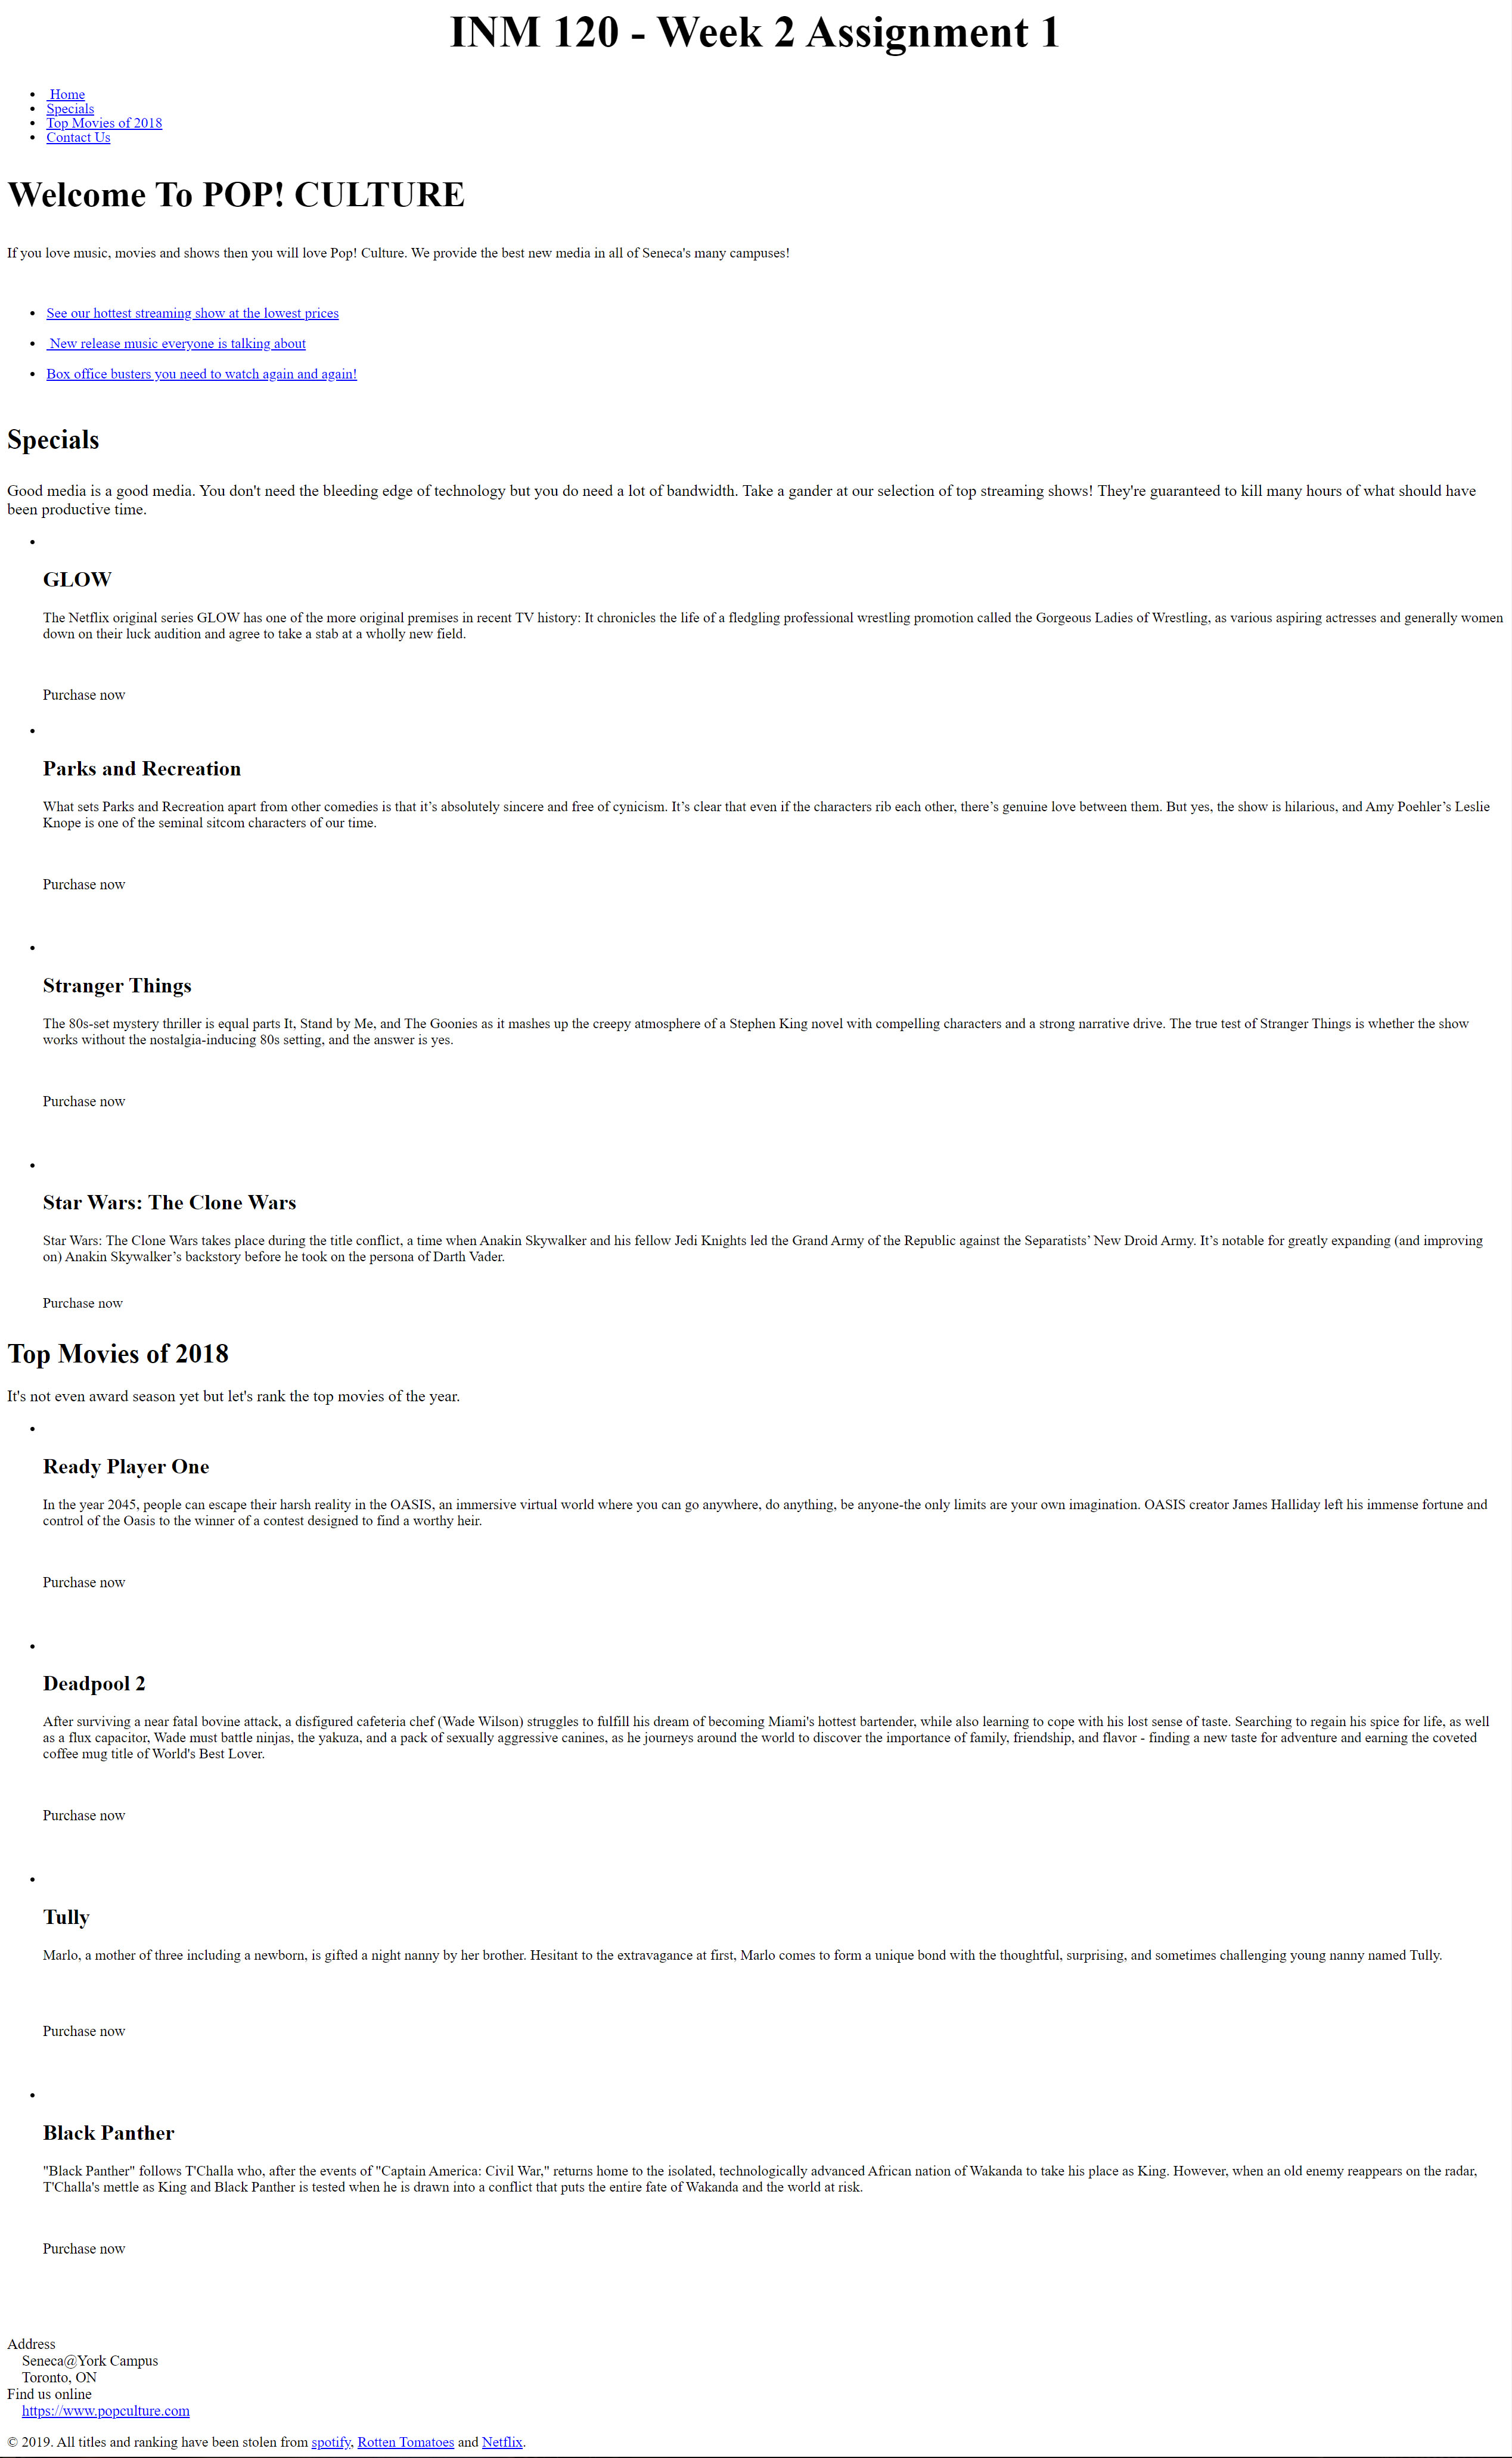 INM 120 - Week 2 Assignment 1
Home
Specials
Top Movies of 2018
Contact Us
Welcome To POP! CULTURE
If you love music, movies and shows then you will love Pop! Culture. We provide the best new media in all of Seneca's many campuses!
See our hottest streaming show at the lowest prices
New release music everyone is talking about
Box office busters you need to watch again and again!
Specials
Good media is a good media. You don't need the bleeding edge of technology but you do need a lot of bandwidth. Take a gander at our selection of top streaming shows! They're guaranteed to kill many hours of what should have
been productive time.
GLOW
The Netflix original series GLOW has one of the more original premises in recent TV history: It chronicles the life of a fledgling professional wrestling promotion called the Gorgeous Ladies of Wrestling, as various aspiring actresses and generally women
down on their luck audition and agree to take a stab at a wholly new field.
Purchase now
Parks and Recreation
What sets Parks and Recreation apart from other comedies is that it’s absolutely sincere and free of cynicism. It’s clear that even if the characters rib each other, there’s genuine love between them. But yes, the show is hilarious, and Amy Poehler’s Leslie
Knope is one of the seminal sitcom characters of our time.
Purchase now
Stranger Things
The 80s-set mystery thriller is equal parts It, Stand by Me, and The Goonies as it mashes up the creepy atmosphere of a Stephen King novel with compelling characters and a strong narrative drive. The true test of Stranger Things is whether the show
works without the nostalgia-inducing 80s setting, and the answer is yes.
Purchase now
Star Wars: The Clone Wars
Star Wars: The Clone Wars takes place during the title conflict, a time when Anakin Skywalker and his fellow Jedi Knights led the Grand Army of the Republic against the Separatists’ New Droid Army. It’s notable for greatly expanding (and improving
on) Anakin Skywalker’s backstory before he took on the persona of Darth Vader.
Purchase now
Top Movies of 2018
It's not even award season yet but let's rank the top movies of the year.
Ready Player One
In the year 2045, people can escape their harsh reality in the OASIS, an immersive virtual world where you can go anywhere, do anything, be anyone-the only limits are your own imagination. OASIS creator James Halliday left his immense fortune and
control of the Oasis to the winner of a contest designed to find a worthy heir.
Purchase now
Deadpool 2
After surviving a near fatal bovine attack, a disfigured cafeteria chef (Wade Wilson) struggles to fulfill his dream of becoming Miami's hottest bartender, while also learning to cope with his lost sense of taste. Searching to regain his spice for life, as well
as a flux capacitor, Wade must battle ninjas, the yakuza, and a pack of sexually aggressive canines, as he journeys around the world to discover the importance of family, friendship, and flavor - finding a new taste for adventure and earning the coveted
coffee mug title of World's Best Lover.
Purchase now
Tully
Marlo, a mother of three including a newborn, is gifted a night nanny by her brother. Hesitant to the extravagance at first, Marlo comes to form a unique bond with the thoughtful, surprising, and sometimes challenging young nanny named Tully.
Purchase now
Black Panther
"Black Panther" follows T'Challa who, after the events of "Captain America: Civil War," returns home to the isolated, technologically advanced African nation of Wakanda to take his place as King. However, when an old enemy reappears on the radar,
T'Challa's mettle as King and Black Panther is tested when he is drawn into a conflict that puts the entire fate of Wakanda and the world at risk.
Purchase now
Address
Seneca@York Campus
Toronto, ON
Find us online
https://www.popculture.com
© 2019. All titles and ranking have been stolen from spotify, Rotten Tomatoes and Netflix.